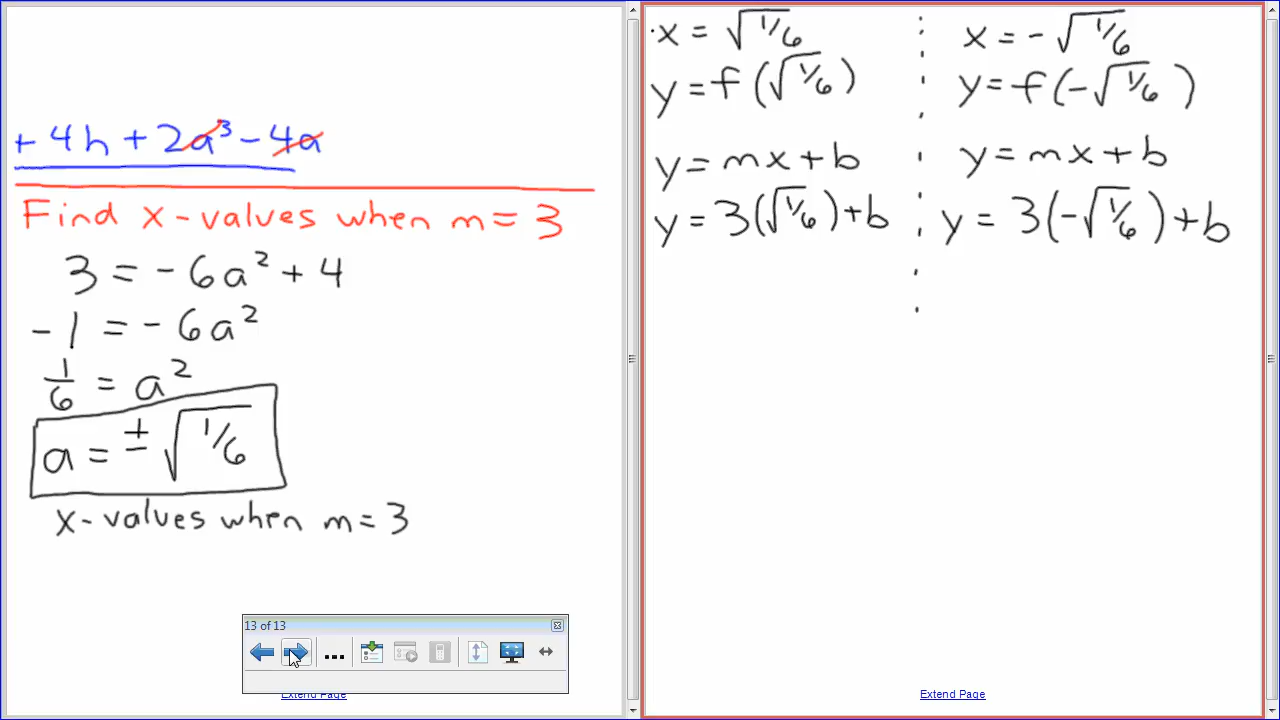 + 4h + 2a³ - 4a
Find x-values when m = 3
3 = -6a² + 4
-1 = -6a²
1/6 = a²
a = ± √1/6
x-values when m = 3
13 of 13
...
Extend Page
x = √1/6
y = f(√1/6)
y = mx + b
y = 3(√1/6) + b
x = -√1/6
y = f(-√1/6)
y = mx + b
y = 3(-√1/6) + b
Extend Page